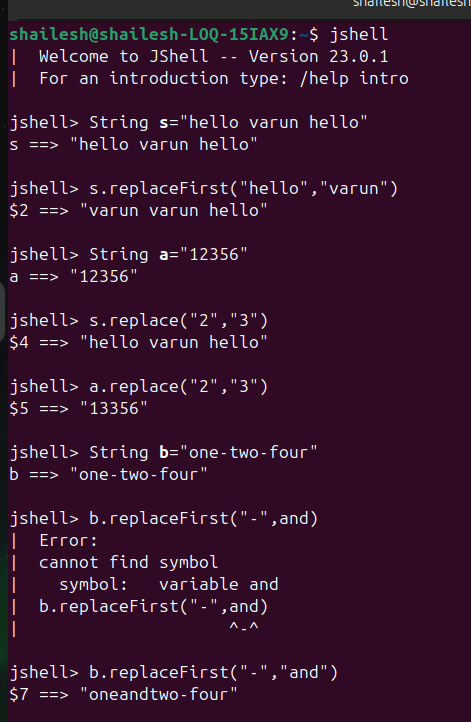 shailesh@shailesh
shailesh@shailesh-LOQ-15IAX9:~$ jshell
|  Welcome to JShell -- Version 23.0.1
|  For an introduction type: /help intro
jshell> String s="hello varun hello"
s ==> "hello varun hello"
jshell> s.replaceFirst("hello","varun")
$2 ==> "varun varun hello"
jshell> String a="12356"
a ==> "12356"
jshell> s.replace("2","3")
$4 ==> "hello varun hello"
jshell> a.replace("2","3")
$5 ==> "13356"
jshell> String b="one-two-four"
b ==> "one-two-four"
jshell> b.replaceFirst("-",and)
|  Error:
|  cannot find symbol
|    symbol:   variable and
|  b.replaceFirst("-",and)
|                     ^-^
jshell> b.replaceFirst("-","and")
$7 ==> "oneandtwo-four"